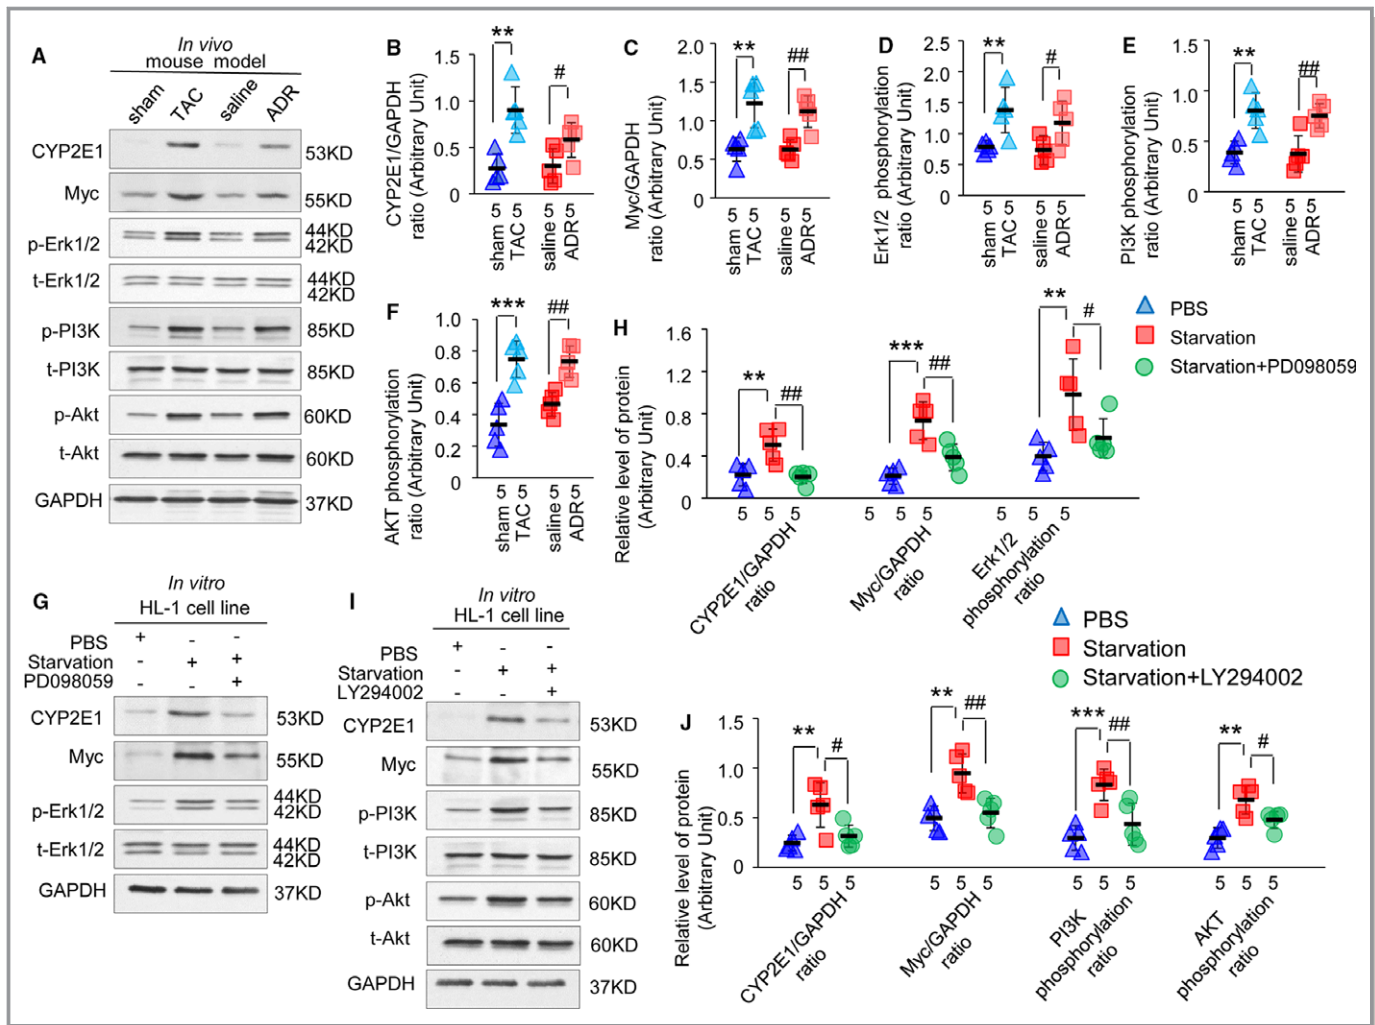 A
In vivo
mouse model
sham TAC saline ADR
CYP2E1 53KD
Myc 55KD
p-Erk1/2 44KD
42KD
t-Erk1/2 44KD
42KD
p-PI3K 85KD
t-PI3K 85KD
p-Akt 60KD
t-Akt 60KD
GAPDH 37KD
B
CYP2E1/GAPDH
ratio (Arbitrary Unit)
1.5
1.0
0.5
0
** #
5 5 5 5
sham TAC saline ADR
C
Myc/GAPDH
ratio (Arbitrary Unit)
2.0
1.5
1.0
0.5
0
** ##
5 5 5 5
sham TAC saline ADR
D
Erk1/2 phosphorylation
ratio (Arbitrary Unit)
2.5
2.0
1.5
1.0
0.5
0
** #
5 5 5 5
sham TAC saline ADR
E
PI3K phosphorylation
ratio (Arbitrary Unit)
1.5
1.0
0.5
0
** ##
5 5 5 5
sham TAC saline ADR
F
AKT phosphorylation
ratio (Arbitrary Unit)
1.0
0.8
0.6
0.4
0.2
0
*** ##
5 5 5 5
sham TAC saline ADR
H
Relative level of protein
(Arbitrary Unit)
1.6
1.2
0.8
0.4
0
** ## *** ## ** #
5 5 5 5 5 5 5 5 5
CYP2E1/GAPDH
ratio
Myc/GAPDH
ratio
Erk1/2
phosphorylation
ratio
PBS
Starvation
Starvation+PD098059
G
In vitro
HL-1 cell line
PBS + - -
Starvation - + +
PD098059 - - +
CYP2E1 53KD
Myc 55KD
p-Erk1/2 44KD
42KD
t-Erk1/2 44KD
42KD
GAPDH 37KD
I
In vitro
HL-1 cell line
PBS + - -
Starvation - + +
LY294002 - - +
CYP2E1 53KD
Myc 55KD
p-PI3K 85KD
t-PI3K 85KD
p-Akt 60KD
t-Akt 60KD
GAPDH 37KD
PBS
Starvation
Starvation+LY294002
J
Relative level of protein
(Arbitrary Unit)
1.5
1.0
0.5
0
** # ** ## *** ## ** #
5 5 5 5 5 5 5 5 5 5 5 5
CYP2E1/GAPDH
ratio
Myc/GAPDH
ratio
PI3K
phosphorylation
ratio
AKT
phosphorylation
ratio